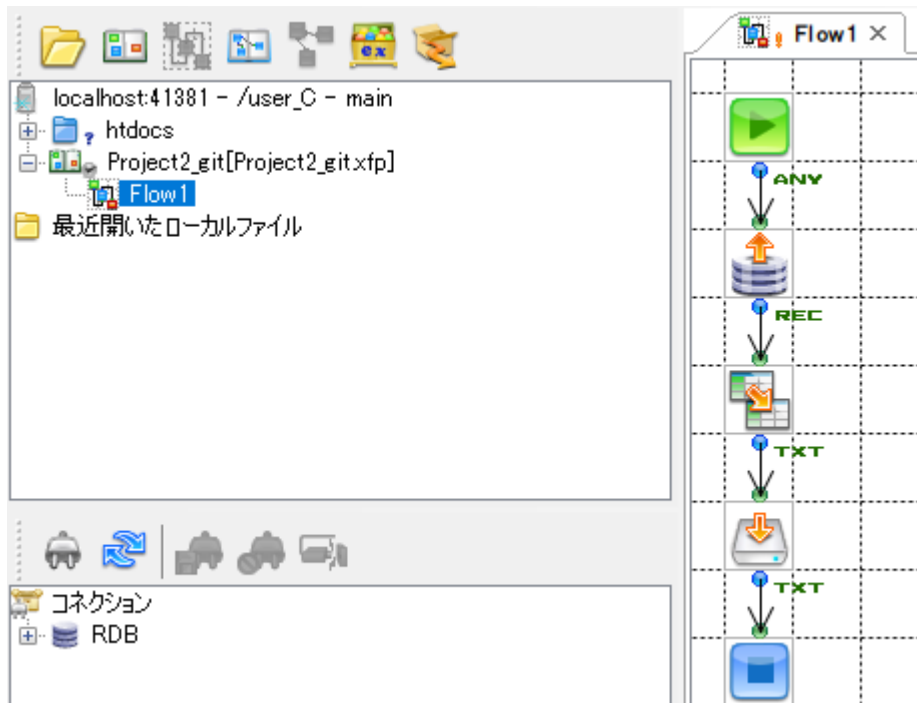 localhost:41381 - /user_C - main
htdocs
Project2_git[Project2_git.xfp]
Flow1
最近開いたローカルファイル
コネクション
RDB
Flow1
ANY
REC
TXT
TXT